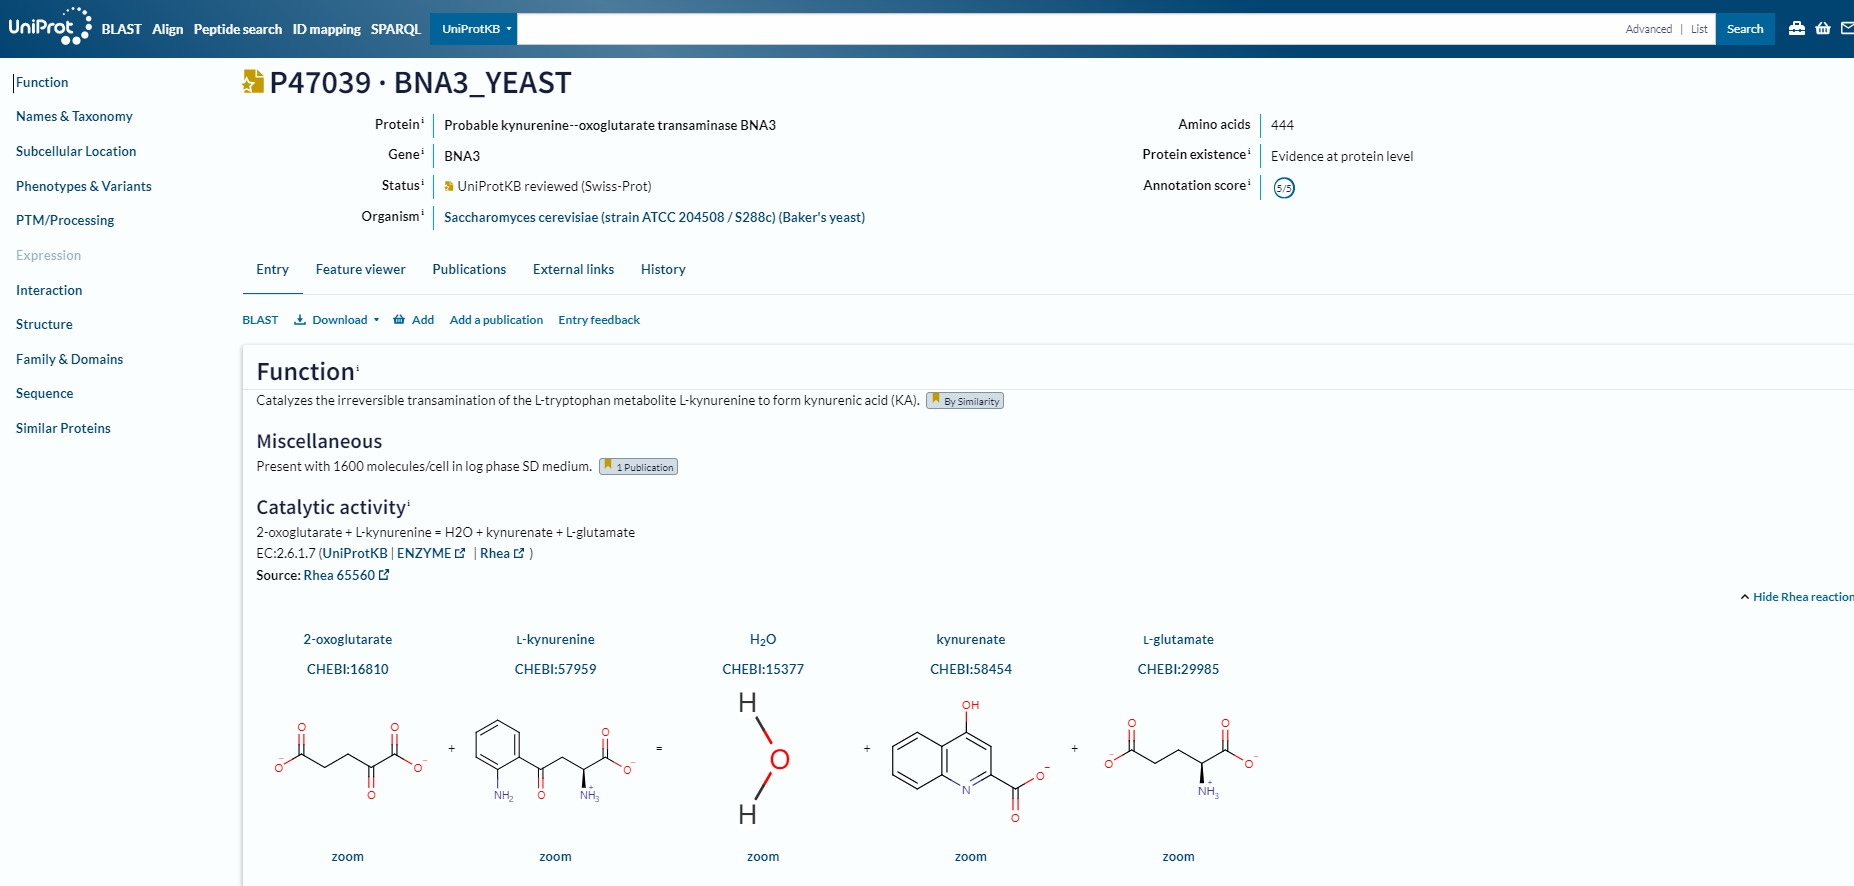 UniProt BLAST Align Peptide search ID mapping SPARQL UniProtKB Advanced | List Search
Function
Names & Taxonomy
Subcellular Location
Phenotypes & Variants
PTM/Processing
Expression
Interaction
Structure
Family & Domains
Sequence
Similar Proteins
P47039 · BNA3_YEAST
Protein i Probable kynurenine--oxoglutarate transaminase BNA3
Gene i BNA3
Status i UniProtKB reviewed (Swiss-Prot)
Organism i Saccharomyces cerevisiae (strain ATCC 204508 / S288c) (Baker's yeast)
Amino acids 444
Protein existence i Evidence at protein level
Annotation score i 5/5
Entry Feature viewer Publications External links History
BLAST Download Add Add a publication Entry feedback
Function i
Catalyzes the irreversible transamination of the L-tryptophan metabolite L-kynurenine to form kynurenic acid (KA). By Similarity
Miscellaneous
Present with 1600 molecules/cell in log phase SD medium. 1 Publication
Catalytic activity i
2-oxoglutarate + L-kynurenine = H2O + kynurenate + L-glutamate
EC:2.6.1.7 (UniProtKB | ENZYME | Rhea )
Source: Rhea 65560
Hide Rhea reaction
2-oxoglutarate L-kynurenine H2O kynurenate L-glutamate
CHEBI:16810 CHEBI:57959 CHEBI:15377 CHEBI:58454 CHEBI:29985
O O O- O- O
+
O NH2 O NH3+ O-
=
H O H
+
OH N O O-
+
O O O- O- NH3+
zoom zoom zoom zoom zoom